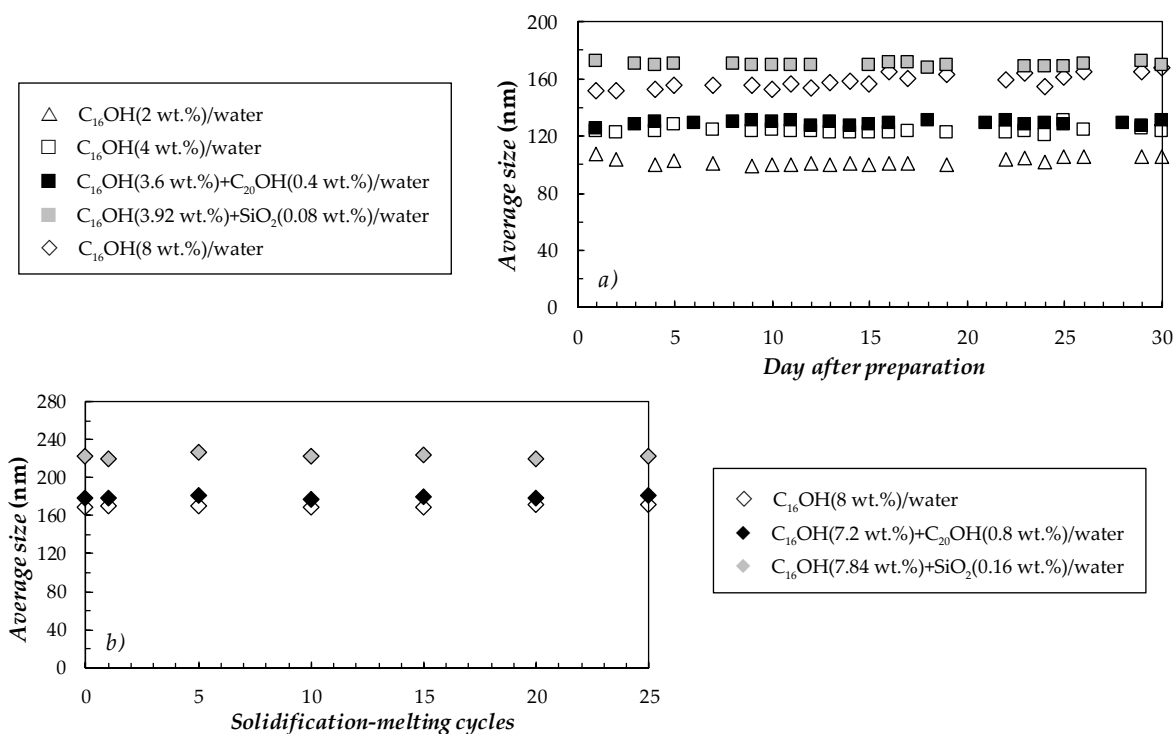 C₁₆OH(2 wt.%)/water
C₁₆OH(4 wt.%)/water
C₁₆OH(3.6 wt.%)+C₂₀OH(0.4 wt.%)/water
C₁₆OH(3.92 wt.%)+SiO₂(0.08 wt.%)/water
C₁₆OH(8 wt.%)/water
Average size (nm)
200
160
120
80
40
0
a)
0 5 10 15 20 25 30
Day after preparation
Average size (nm)
280
240
200
160
120
80
40
0
b)
0 5 10 15 20 25
Solidification-melting cycles
C₁₆OH(8 wt.%)/water
C₁₆OH(7.2 wt.%)+C₂₀OH(0.8 wt.%)/water
C₁₆OH(7.84 wt.%)+SiO₂(0.16 wt.%)/water